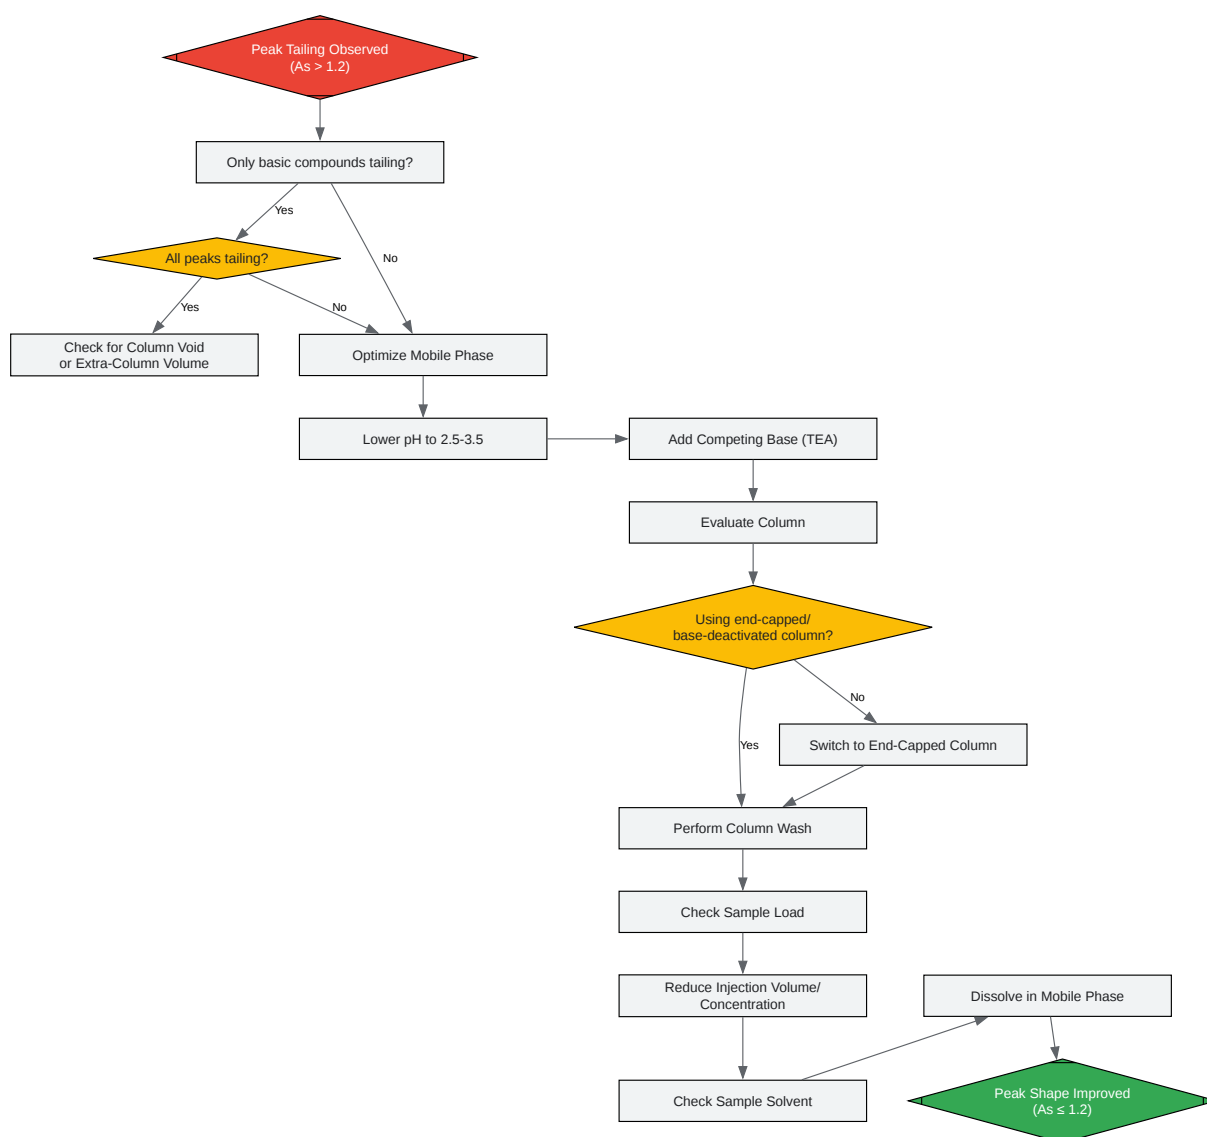 Peak Tailing Observed
(As > 1.2)
Only basic compounds tailing?
Yes
No
All peaks tailing?
Yes
No
Check for Column Void
or Extra-Column Volume
Optimize Mobile Phase
Lower pH to 2.5-3.5
Add Competing Base (TEA)
Evaluate Column
Using end-capped/
base-deactivated column?
No
Yes
Switch to End-Capped Column
Perform Column Wash
Check Sample Load
Reduce Injection Volume/
Concentration
Check Sample Solvent
Dissolve in Mobile Phase
Peak Shape Improved
(As ≤ 1.2)